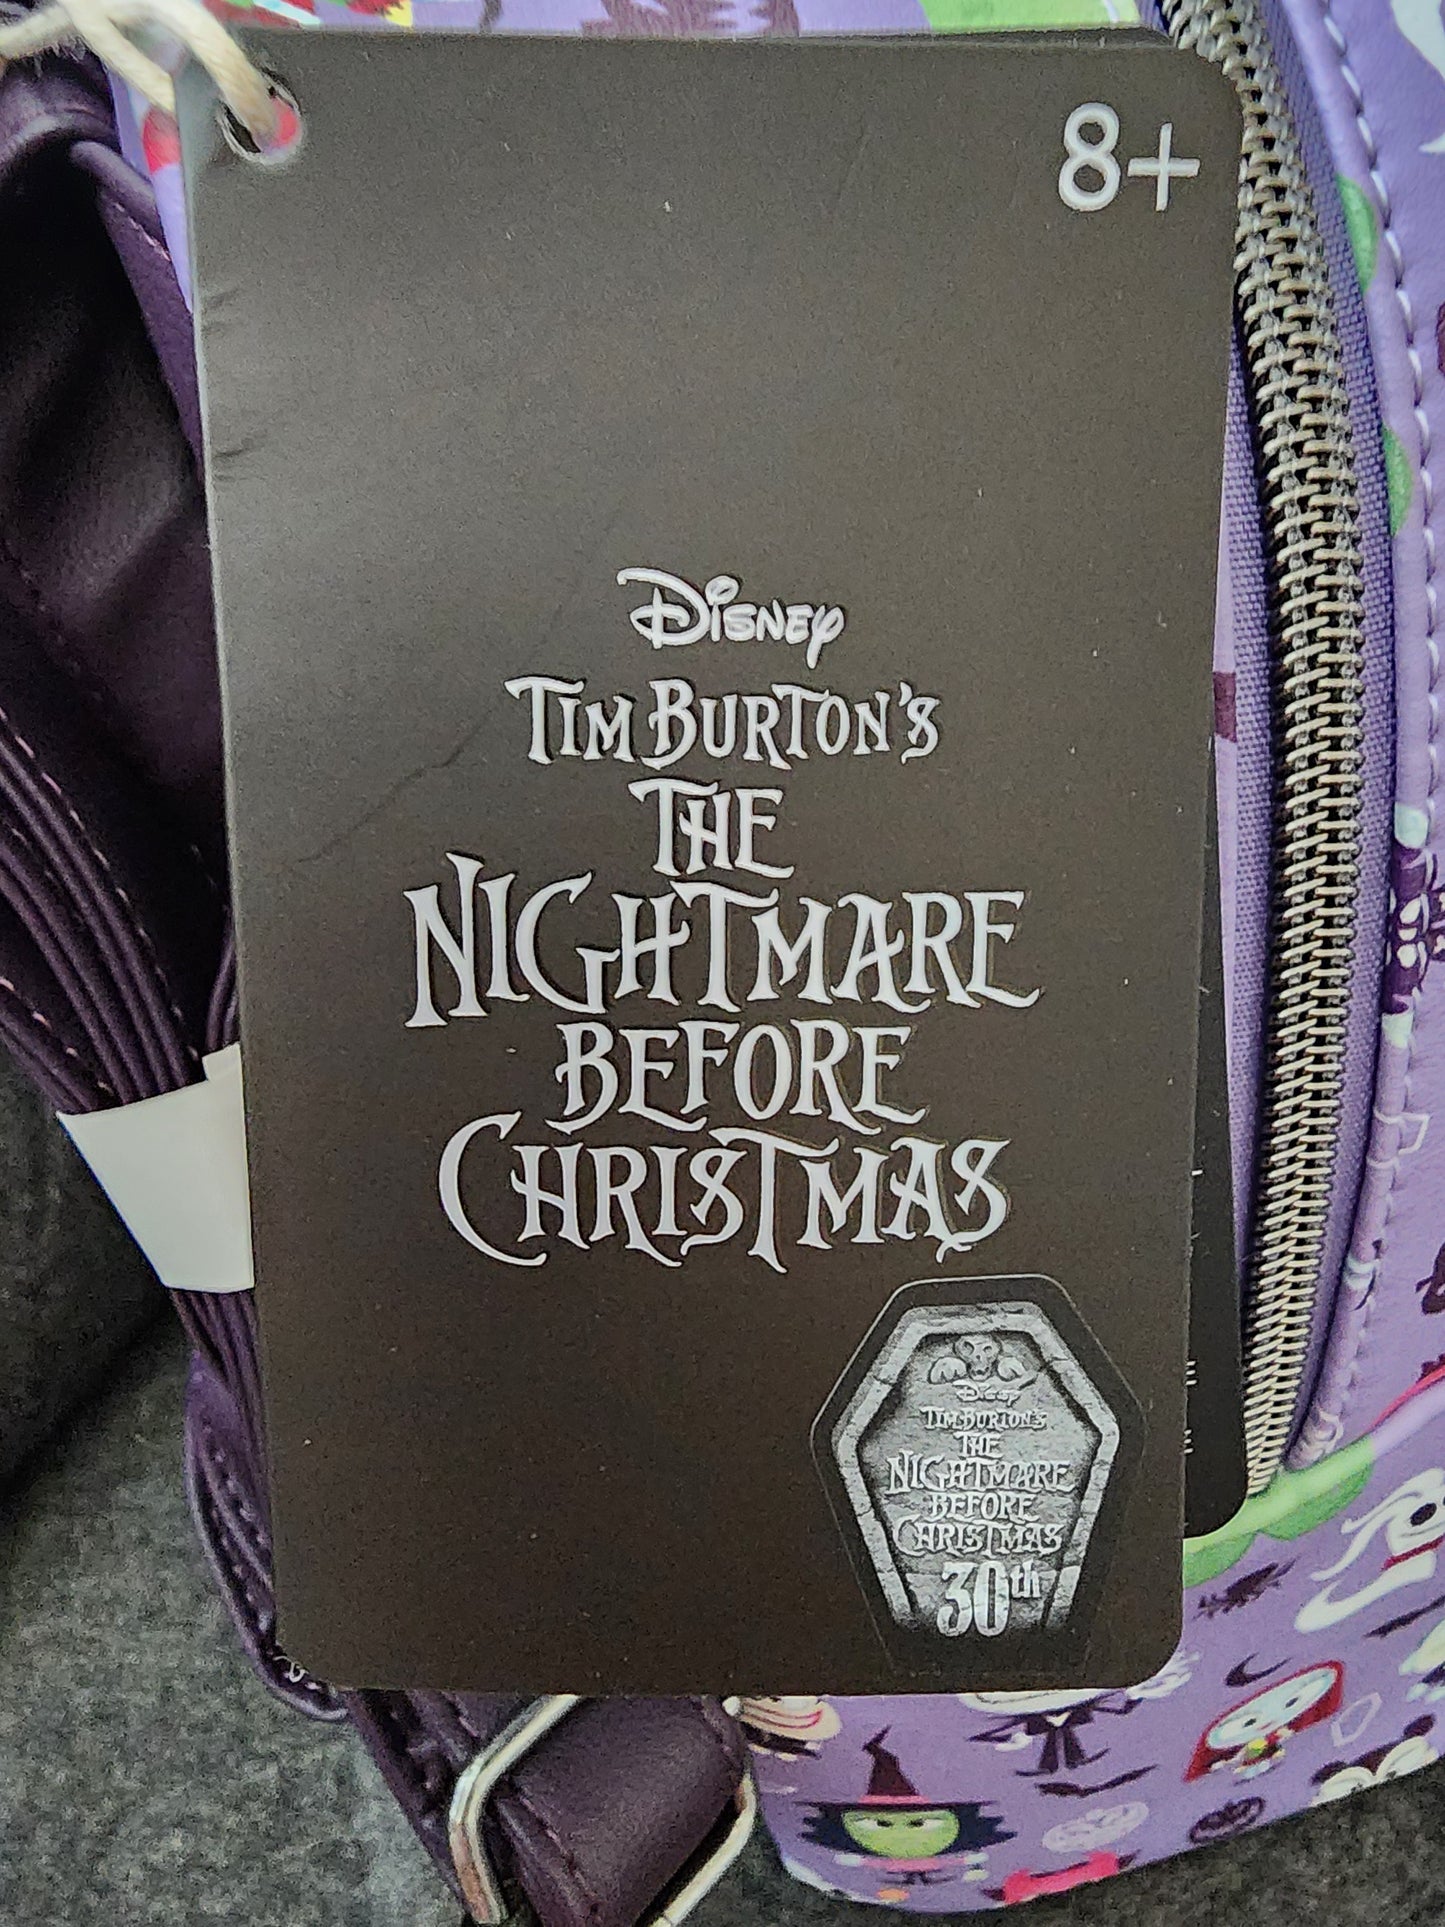 8+
Disney
Tim Burton's
The
Nightmare
Before
Christmas
Disney
Tim Burton's
The
Nightmare
Before
Christmas
30th